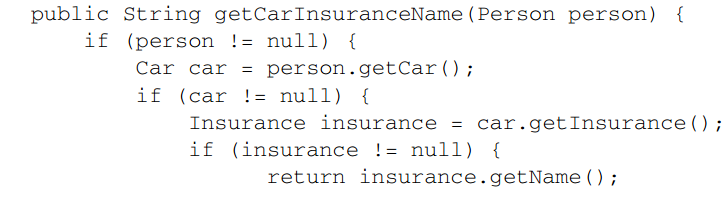 public String getCarInsuranceName(Person person) {
    if (person != null) {
        Car car = person.getCar();
        if (car != null) {
            Insurance insurance = car.getInsurance();
            if (insurance != null) {
                return insurance.getName();